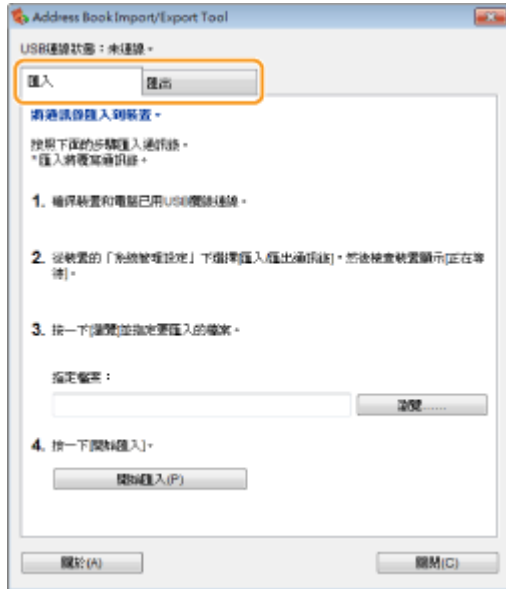 Address Book Import/Export Tool
USB連線狀態：未連線。
匯入
匯出
將通訊錄匯入到裝置。
按照下面的步驟匯入通訊錄。
*匯入將覆寫通訊錄。
1. 確保裝置和電腦已用USB纜線連線。
2. 從裝置的「系統管理設定」下選擇[匯入/匯出通訊錄]。然後檢查裝置顯示[正在等
待]。
3. 按一下[瀏覽]並指定要匯入的檔案。
指定檔案：
瀏覽......
4. 按一下[開始匯入]。
開始匯入(P)
關於(A)
關閉(C)